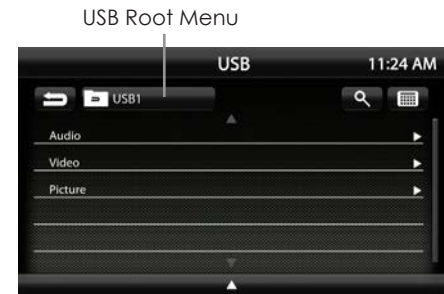 USB Root Menu
USB
11:24 AM
USB1
Audio
Video
Picture